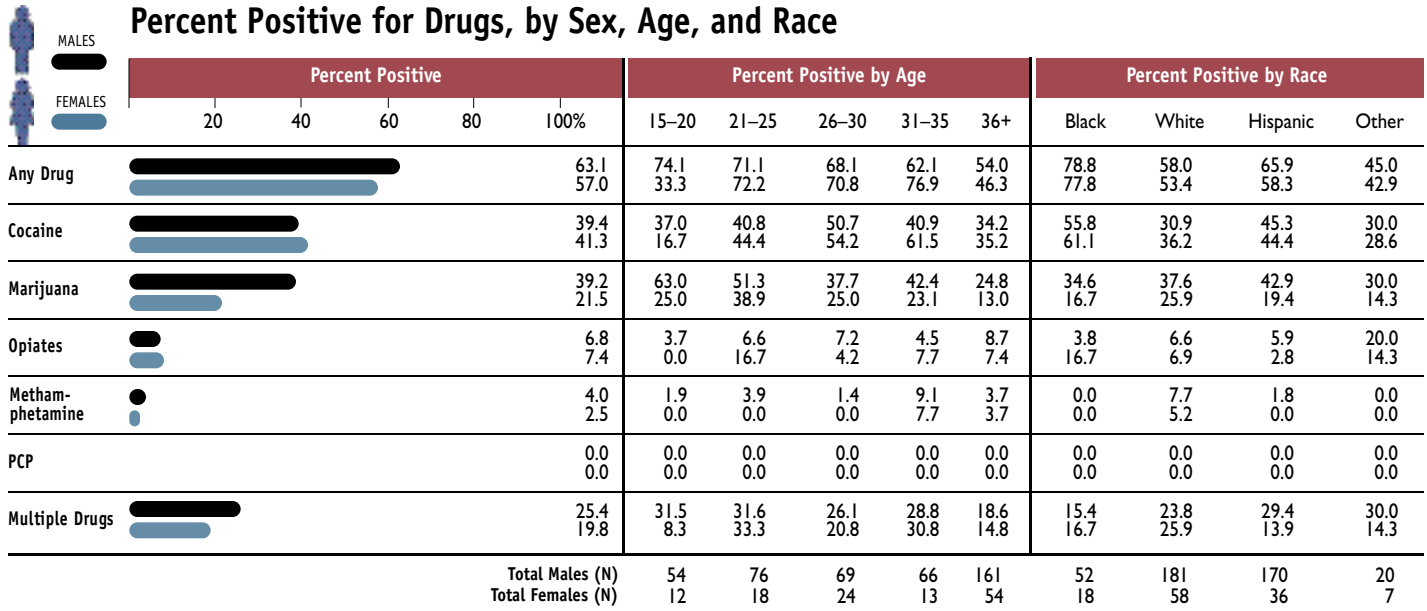 Percent Positive for Drugs, by Sex, Age, and Race
MALES
FEMALES
Percent Positive Percent Positive by Age Percent Positive by Race
20 40 60 80 100% 15–20 21–25 26–30 31–35 36+ Black White Hispanic Other
Any Drug 63.1 74.1 71.1 68.1 62.1 54.0 78.8 58.0 65.9 45.0
57.0 33.3 72.2 70.8 76.9 46.3 77.8 53.4 58.3 42.9
Cocaine 39.4 37.0 40.8 50.7 40.9 34.2 55.8 30.9 45.3 30.0
41.3 16.7 44.4 54.2 61.5 35.2 61.1 36.2 44.4 28.6
Marijuana 39.2 63.0 51.3 37.7 42.4 24.8 34.6 37.6 42.9 30.0
21.5 25.0 38.9 25.0 23.1 13.0 16.7 25.9 19.4 14.3
Opiates 6.8 3.7 6.6 7.2 4.5 8.7 3.8 6.6 5.9 20.0
7.4 0.0 16.7 4.2 7.7 7.4 16.7 6.9 2.8 14.3
Metham- 4.0 1.9 3.9 1.4 9.1 3.7 0.0 7.7 1.8 0.0
phetamine 2.5 0.0 0.0 0.0 7.7 3.7 0.0 5.2 0.0 0.0
PCP 0.0 0.0 0.0 0.0 0.0 0.0 0.0 0.0 0.0 0.0
0.0 0.0 0.0 0.0 0.0 0.0 0.0 0.0 0.0 0.0
Multiple Drugs 25.4 31.5 31.6 26.1 28.8 18.6 15.4 23.8 29.4 30.0
19.8 8.3 33.3 20.8 30.8 14.8 16.7 25.9 13.9 14.3
Total Males (N) 54 76 69 66 161 52 181 170 20
Total Females (N) 12 18 24 13 54 18 58 36 7